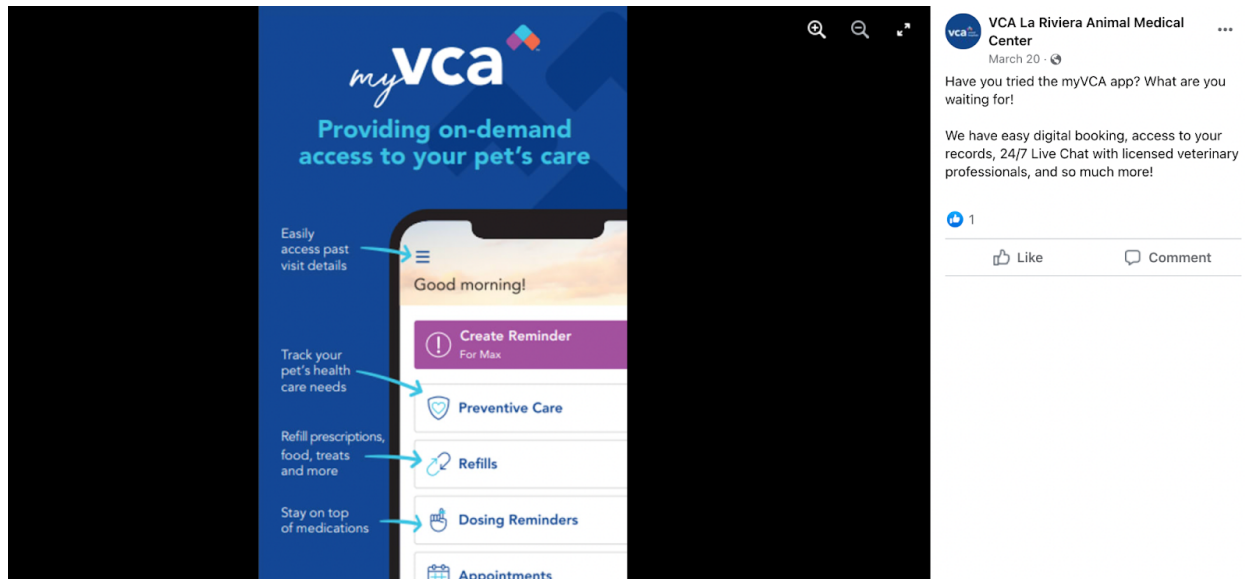 myvca
Providing on-demand
access to your pet's care
Easily
access past
visit details
Good morning!
Create Reminder
For Max
Track your
pet's health
care needs
Preventive Care
Refill prescriptions,
food, treats
and more
Refills
Stay on top
of medications
Dosing Reminders
Appointments
vca
VCA La Riviera Animal Medical
Center
March 20 ·
Have you tried the myVCA app? What are you
waiting for!
We have easy digital booking, access to your
records, 24/7 Live Chat with licensed veterinary
professionals, and so much more!
1
Like
Comment